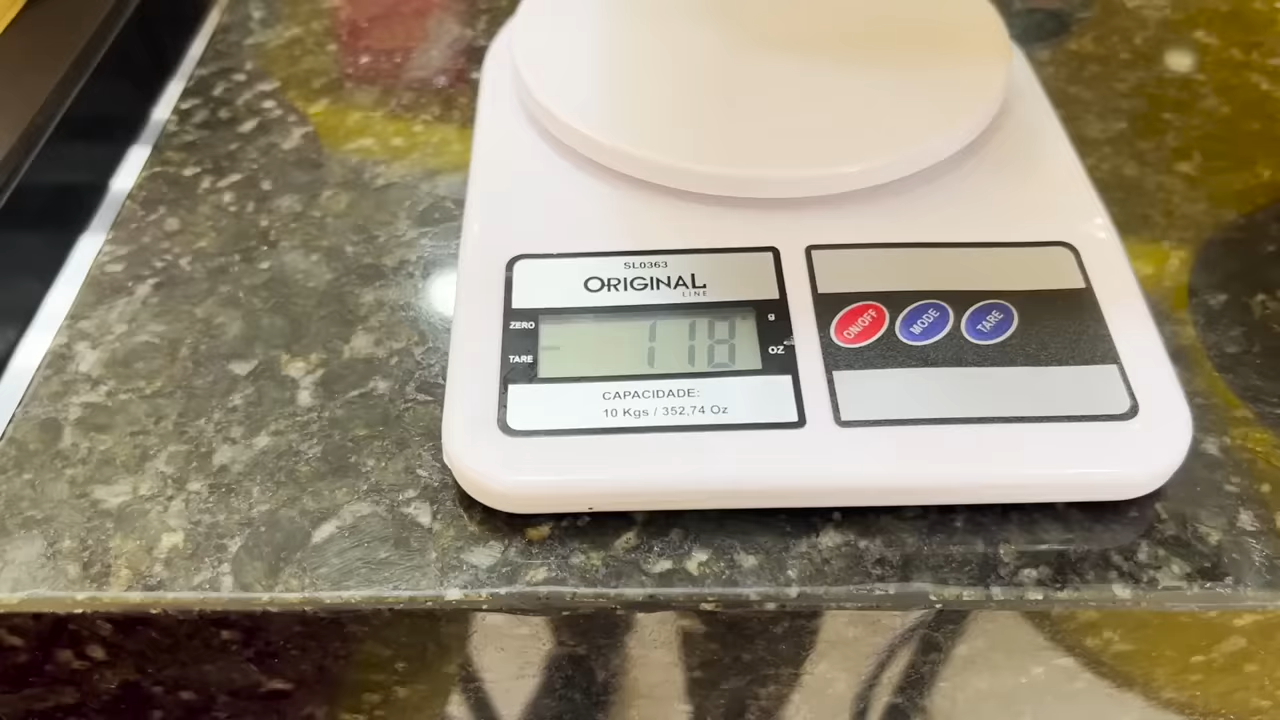 SL0363
ORIGINAL
LINE
ZERO
TARE
118
g
OZ
CAPACIDADE:
10 Kgs / 352,74 Oz
ON/OFF
MODE
TARE